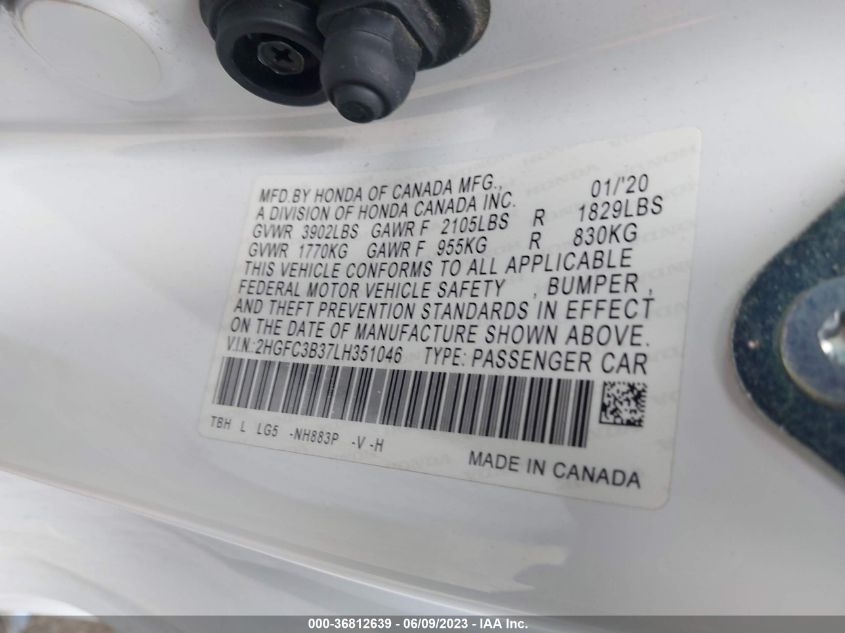 MFD.BY HONDA OF CANADA MFG., 01/'20
A DIVISION OF HONDA CANADA INC.
GVWR 3902LBS GAWR F 2105LBS R 1829LBS
GVWR 1770KG GAWR F 955KG R 830KG
THIS VEHICLE CONFORMS TO ALL APPLICABLE
FEDERAL MOTOR VEHICLE SAFETY , BUMPER ,
AND THEFT PREVENTION STANDARDS IN EFFECT
ON THE DATE OF MANUFACTURE SHOWN ABOVE.
V.I.N.:2HGFC3B37LH351046 TYPE: PASSENGER CAR
TBH L LG5 -NH883P -V -H
MADE IN CANADA
000-36812639 - 06/09/2023 - IAAI.com